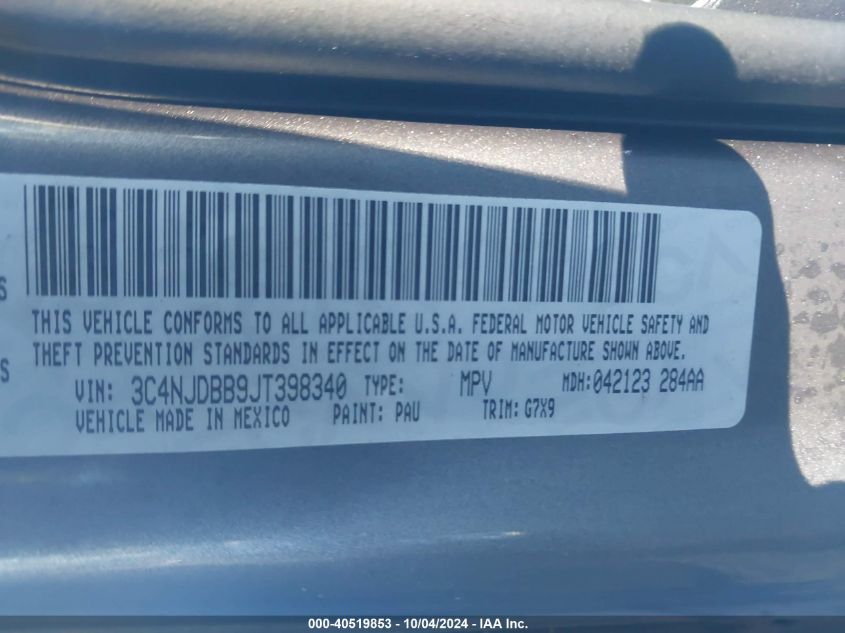 S
THIS VEHICLE CONFORMS TO ALL APPLICABLE U.S.A. FEDERAL MOTOR VEHICLE SAFETY AND
THEFT PREVENTION STANDARDS IN EFFECT ON THE DATE OF MANUFACTURE SHOWN ABOVE.
S
VIN: 3C4NJDBB9JT398340 TYPE: MPV MDH:042123 284AA
VEHICLE MADE IN MEXICO PAINT: PAU TRIM: G7X9
000-40519853 - 10/04/2024 - IAA Inc.